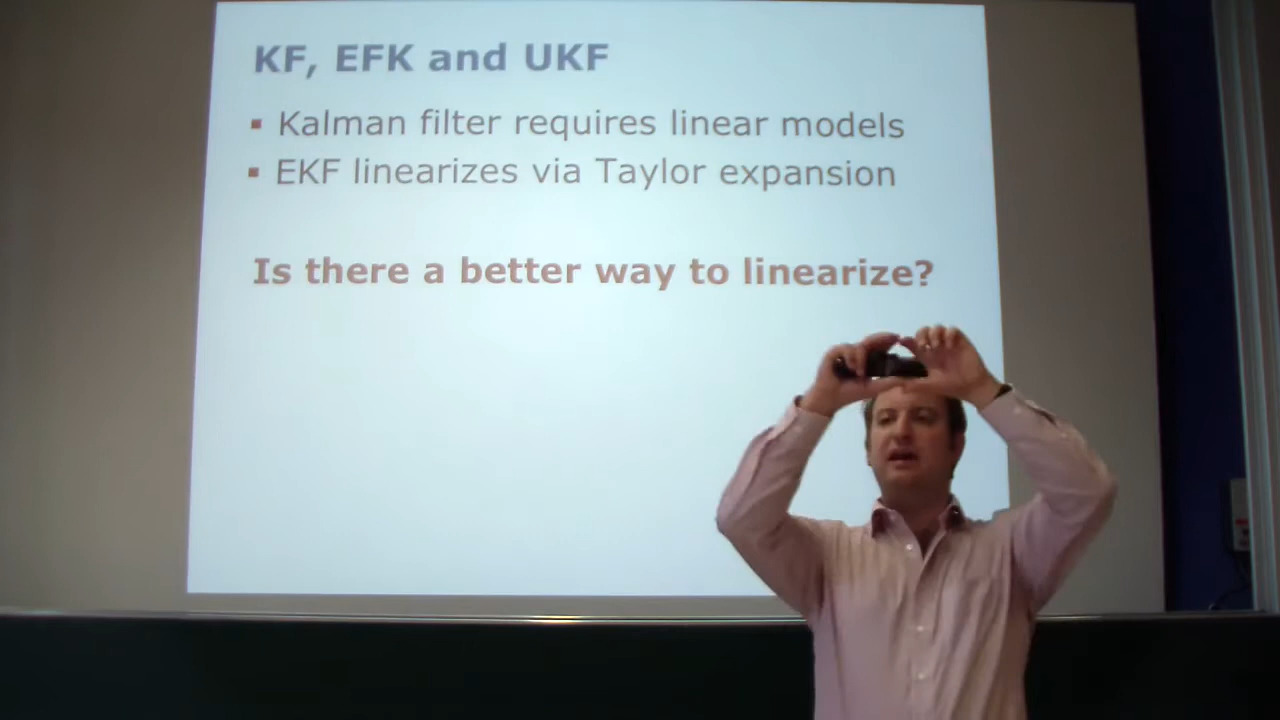 KF, EFK and UKF
▪ Kalman filter requires linear models
▪ EKF linearizes via Taylor expansion
Is there a better way to linearize?